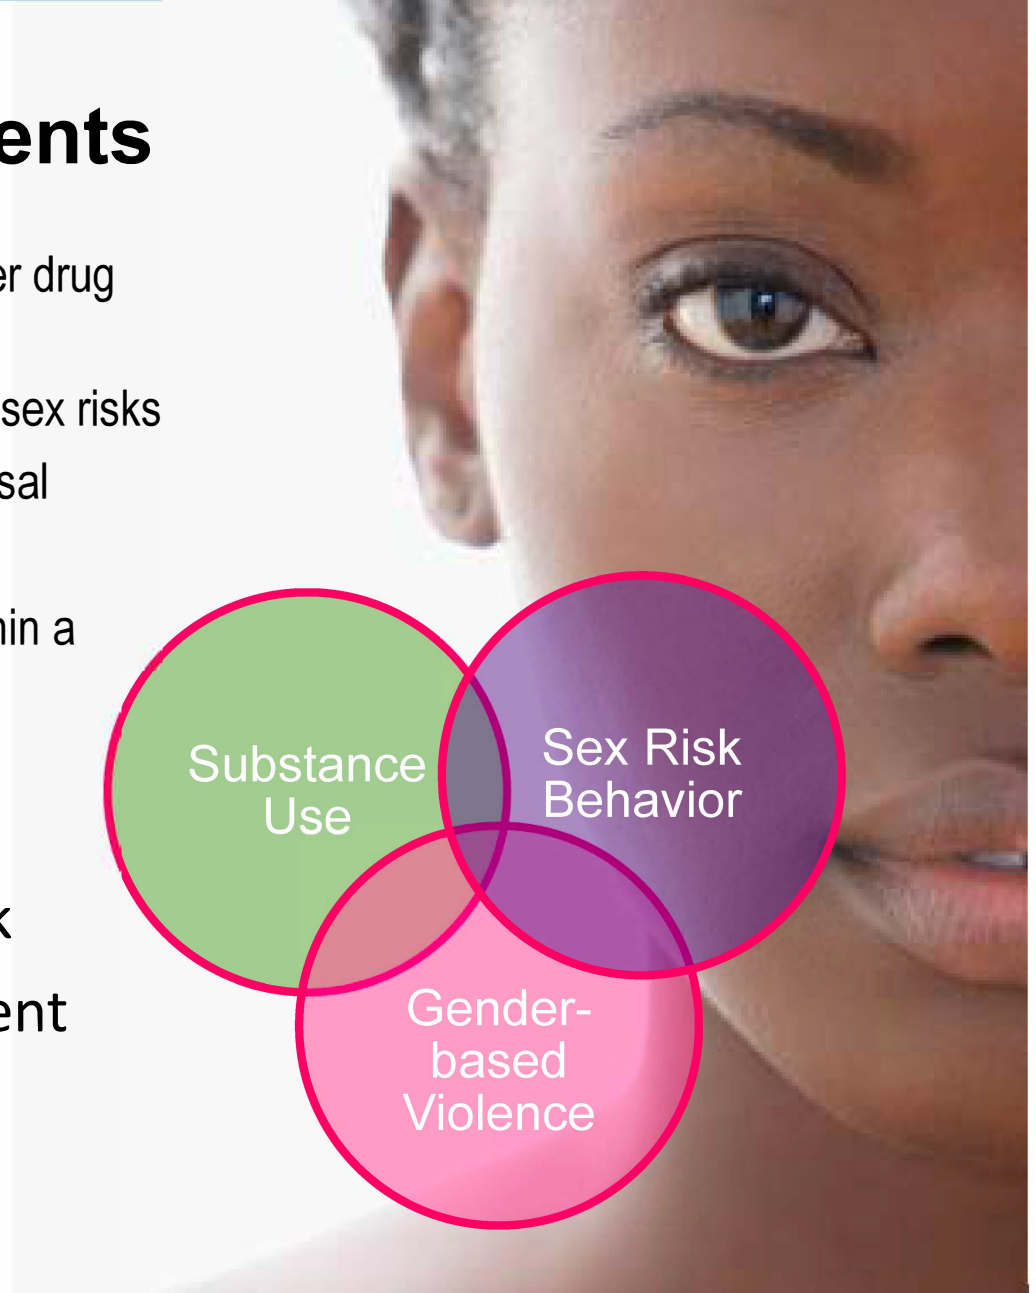 ents
er drug
sex risks
sal
hin a
k
ent
Substance
Use
Sex Risk
Behavior
Gender-
based
Violence